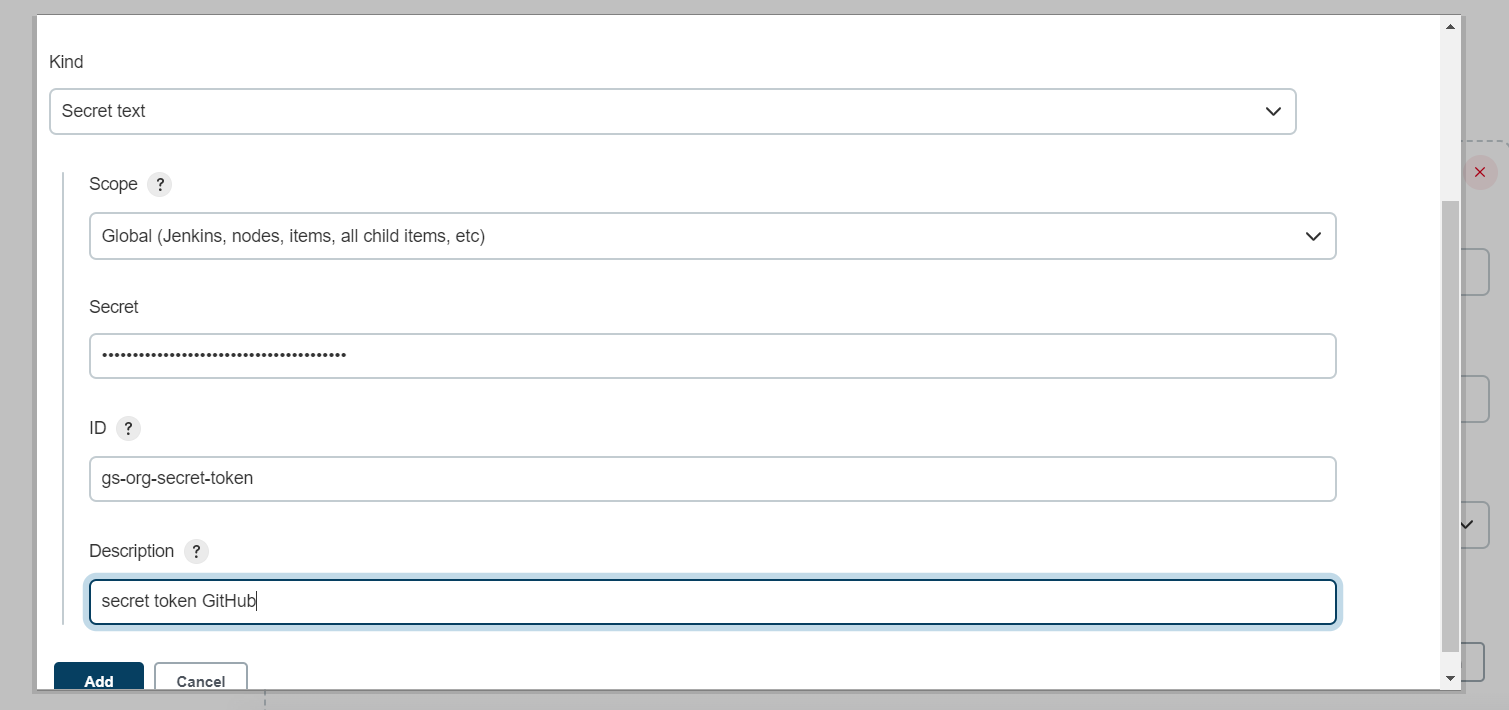 Kind
Secret text
Scope ?
Global (Jenkins, nodes, items, all child items, etc)
Secret
••••••••••••••••••••••••••••••••••••••••
ID ?
gs-org-secret-token
Description ?
secret token GitHub
Add Cancel